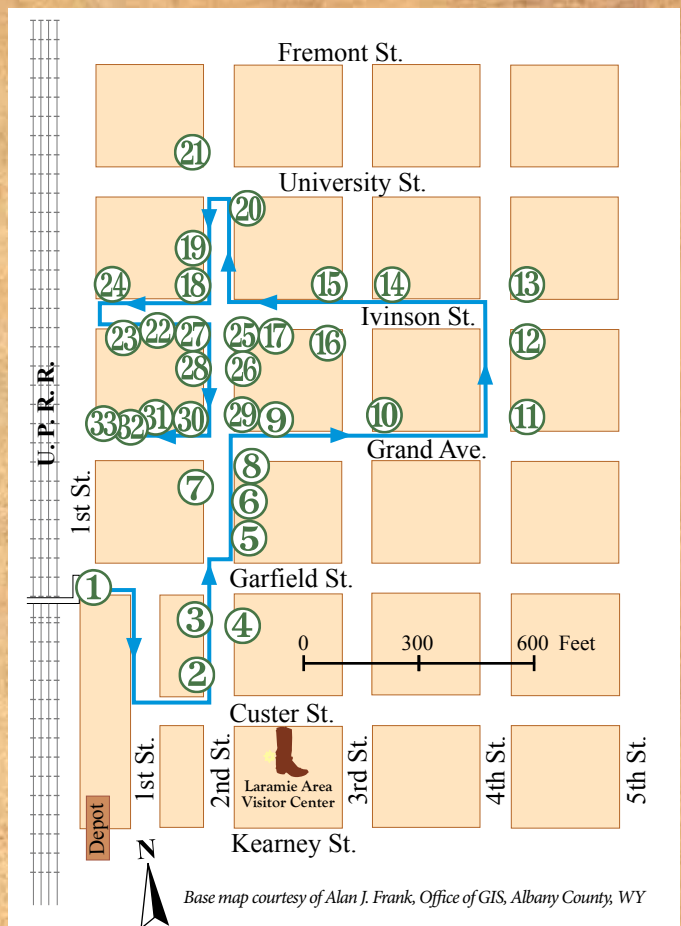 Fremont St.
21
University St.
20
19
24
18
15
14
13
Ivinson St.
23
22
27
25
17
16
12
28
26
U. P. R. R.
33
32
31
30
29
9
10
11
Grand Ave.
8
7
6
1st St.
5
1
Garfield St.
3
4
0
300
600 Feet
2
Custer St.
1st St.
2nd St.
Laramie Area
Visitor Center
3rd St.
4th St.
5th St.
Depot
Kearney St.
N
Base map courtesy of Alan J. Frank, Office of GIS, Albany County, WY